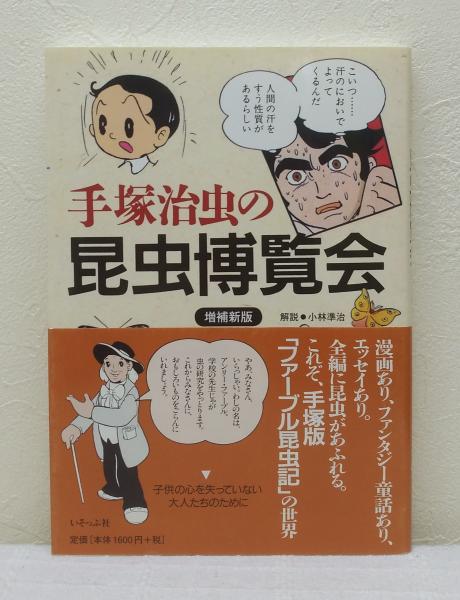 こいつ……
汗のにおいで
よって
くるんだ
人間の汗を
すう性質が
あるらしい
手塚治虫の
昆虫博覧会
増補新版
解説●小林準治
漫画あり、ファンタジー童話あり、
エッセイあり。
全編に昆虫があふれる。
これぞ、手塚版
「ファーブル昆虫記」の世界
やあ、みなさん、
いらっしゃい、わしの名は、
アンリー・ファーブル、
学校の先生じゃが
虫の研究をやっとります。
これからみなさんに、
おもしろいものをごらんに
いれましょう。
子供の心を失っていない
大人たちのために
いそっぷ社
定価［本体1600円＋税］